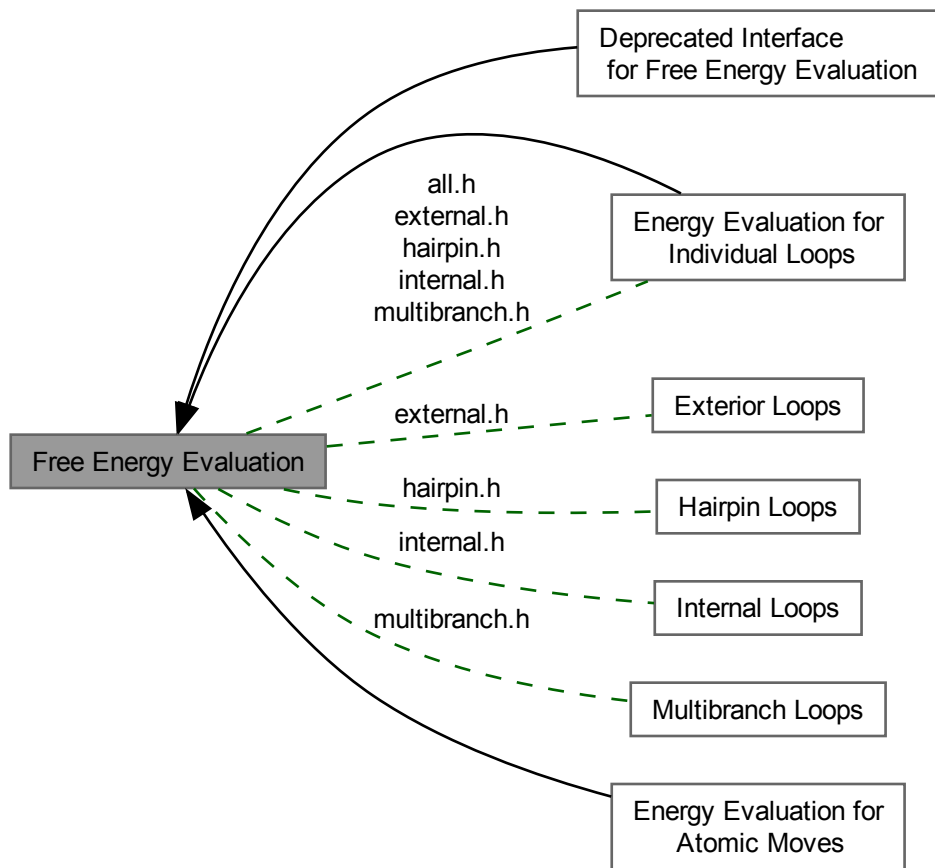 Deprecated Interface
for Free Energy Evaluation
all.h
external.h
hairpin.h
internal.h
multibranch.h
Energy Evaluation for
Individual Loops
external.h
Exterior Loops
Free Energy Evaluation
hairpin.h
Hairpin Loops
internal.h
Internal Loops
multibranch.h
Multibranch Loops
Energy Evaluation for
Atomic Moves